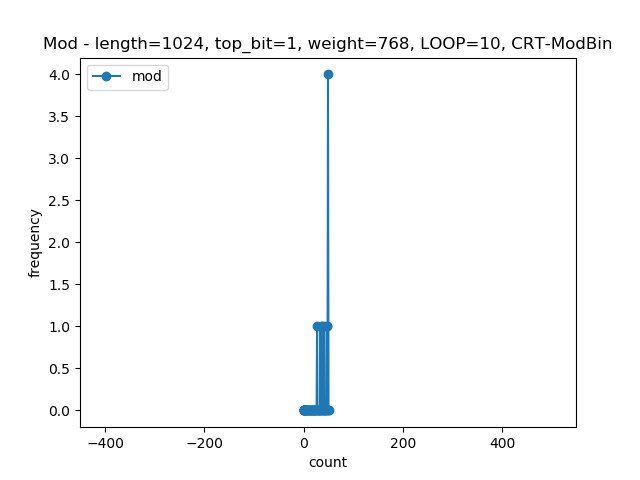 Mod - length=1024, top_bit=1, weight=768, LOOP=10, CRT-ModBin
mod
4.0
3.5
3.0
2.5
2.0
1.5
1.0
0.5
0.0
frequency
−400 −200 0 200 400
count